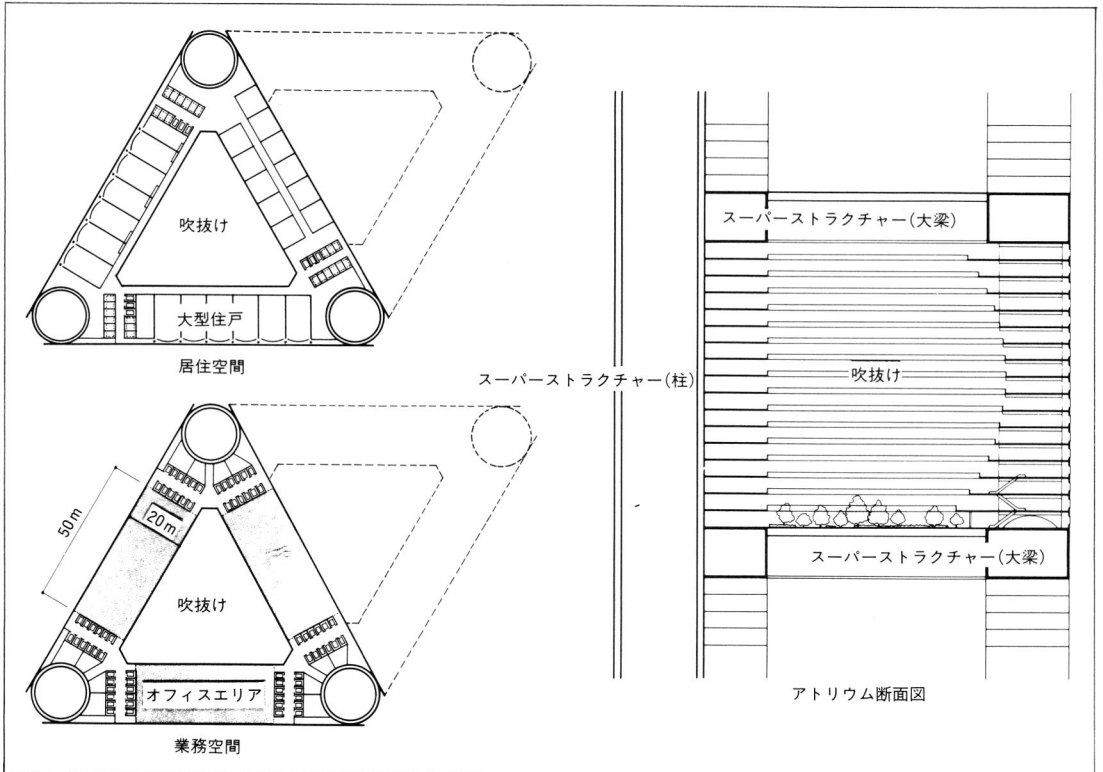 吹抜け
大型住戸
居住空間
50m
20m
吹抜け
オフィスエリア
業務空間
スーパーストラクチャー(柱)
スーパーストラクチャー(大梁)
吹抜け
スーパーストラクチャー(大梁)
アトリウム断面図